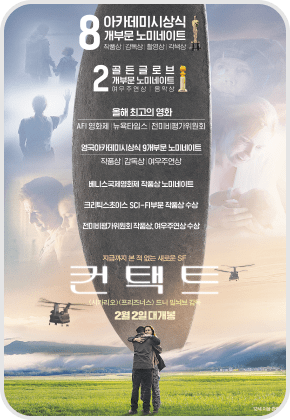 8 아카데미시상식
개부문 노미네이트
작품상 | 감독상 | 촬영상 | 각색상
2 골든글로브
개부문 노미네이트
여우주연상 | 음악상
올해 최고의 영화
AFI 영화제 | 뉴욕타임스 | 전미비평가위원회
영국아카데미시상식 9개부문 노미네이트
작품상 | 감독상 | 여우주연상
베니스국제영화제 작품상 노미네이트
크리틱스초이스 SCI-FI부문 작품상 수상
전미비평가위원회 작품상, 여우주연상 수상
지금까지 본 적 없는 새로운 SF
컨택트
<시카리오><프리즈너스> 드니 빌뇌브 감독
2월 2일 대개봉